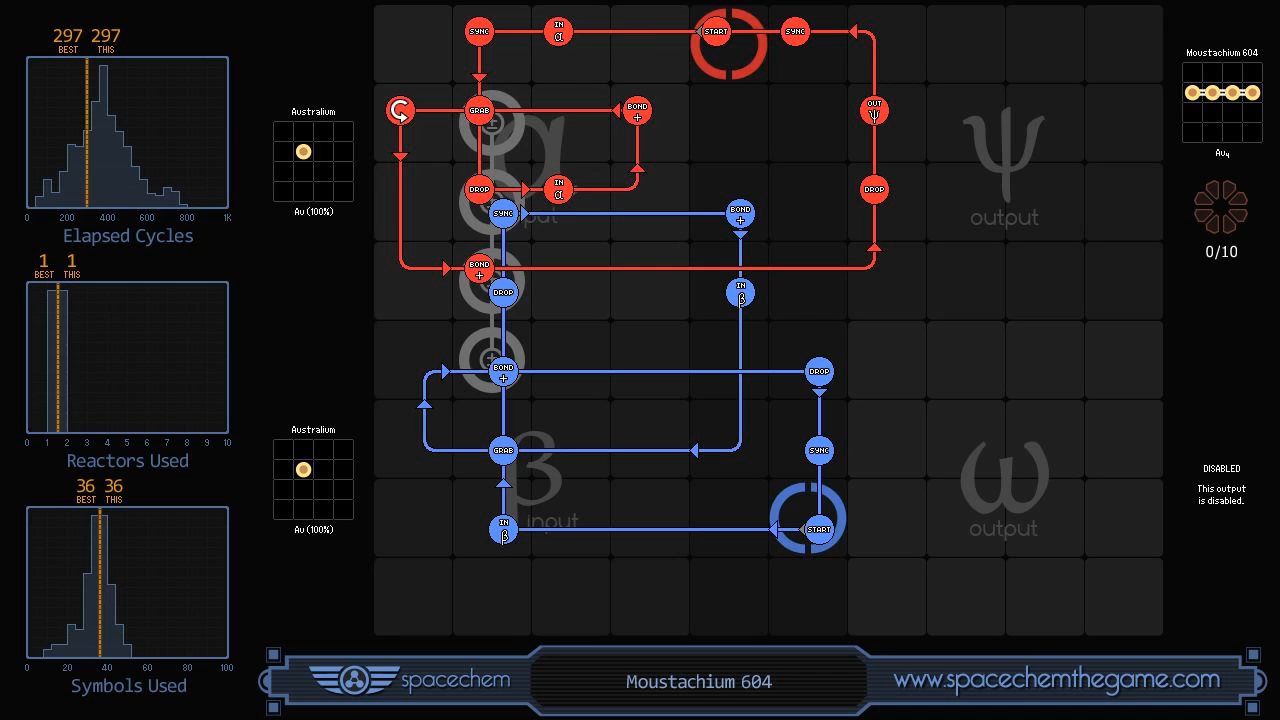 297 297
BEST THIS
0 200 400 600 800 1K
Elapsed Cycles
1 1
BEST THIS
0 1 2 3 4 5 6 7 8 9 10
Reactors Used
36 36
BEST THIS
0 20 40 60 80 100
Symbols Used
Australium
Au (100%)
Australium
Au (100%)
SYNC
IN
α
START
SYNC
GRAB
BOND
+
OUT
Ψ
DROP
IN
α
DROP
SYNC
BOND
+
BOND
+
DROP
IN
β
BOND
+
DROP
GRAB
SYNC
IN
β
START
α
input
β
input
ψ
output
ω
output
Moustachium 604
Au₄
0/10
DISABLED
This output
is disabled.
spacechem
Moustachium 604
www.spacechemthegame.com